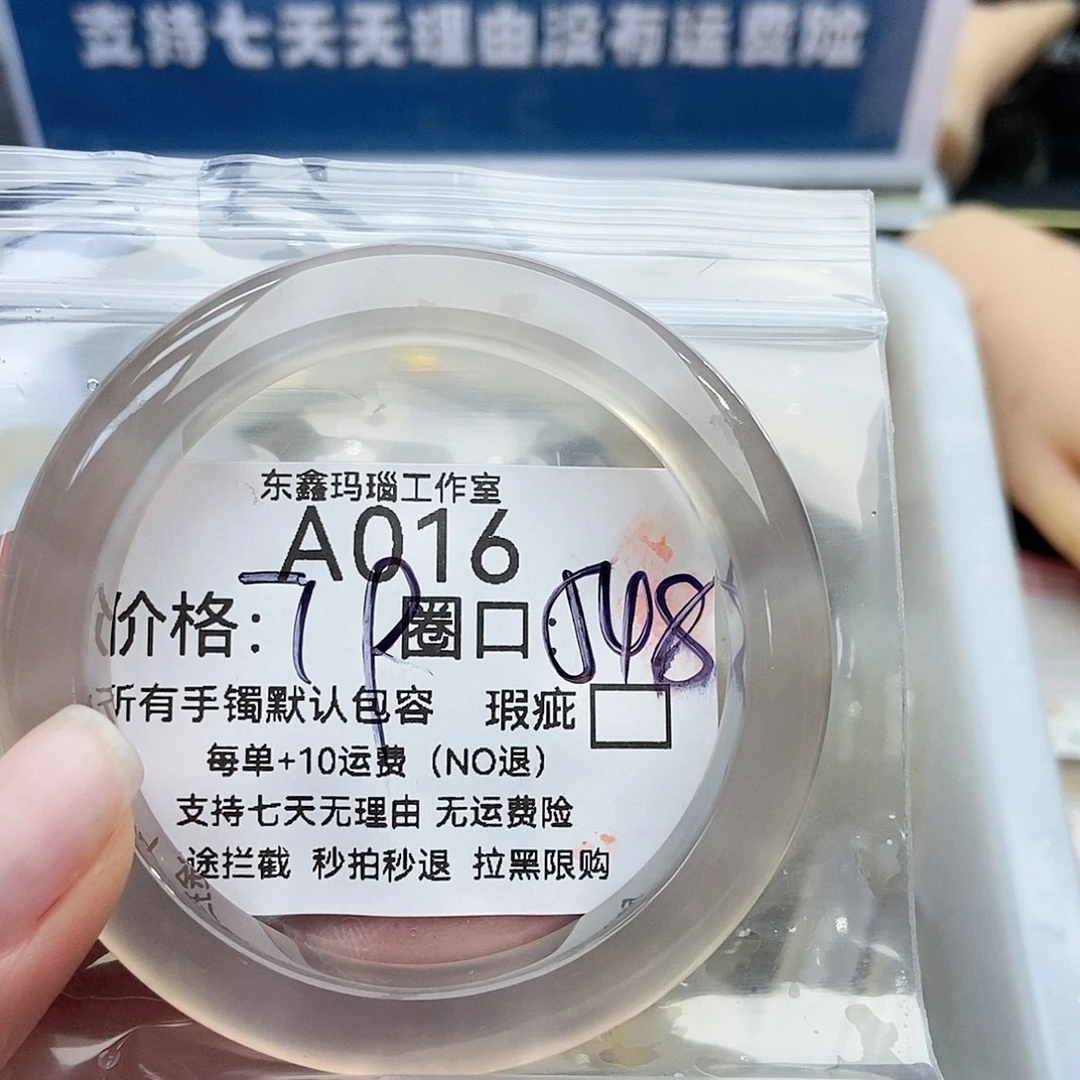 支持七天无理由没有运费险
东鑫玛瑙工作室
A016
价格: 圈口: 548
所有手镯默认包容 瑕疵
每单+10运费（NO退）
支持七天无理由 无运费险
途拦截 秒拍秒退 拉黑限购